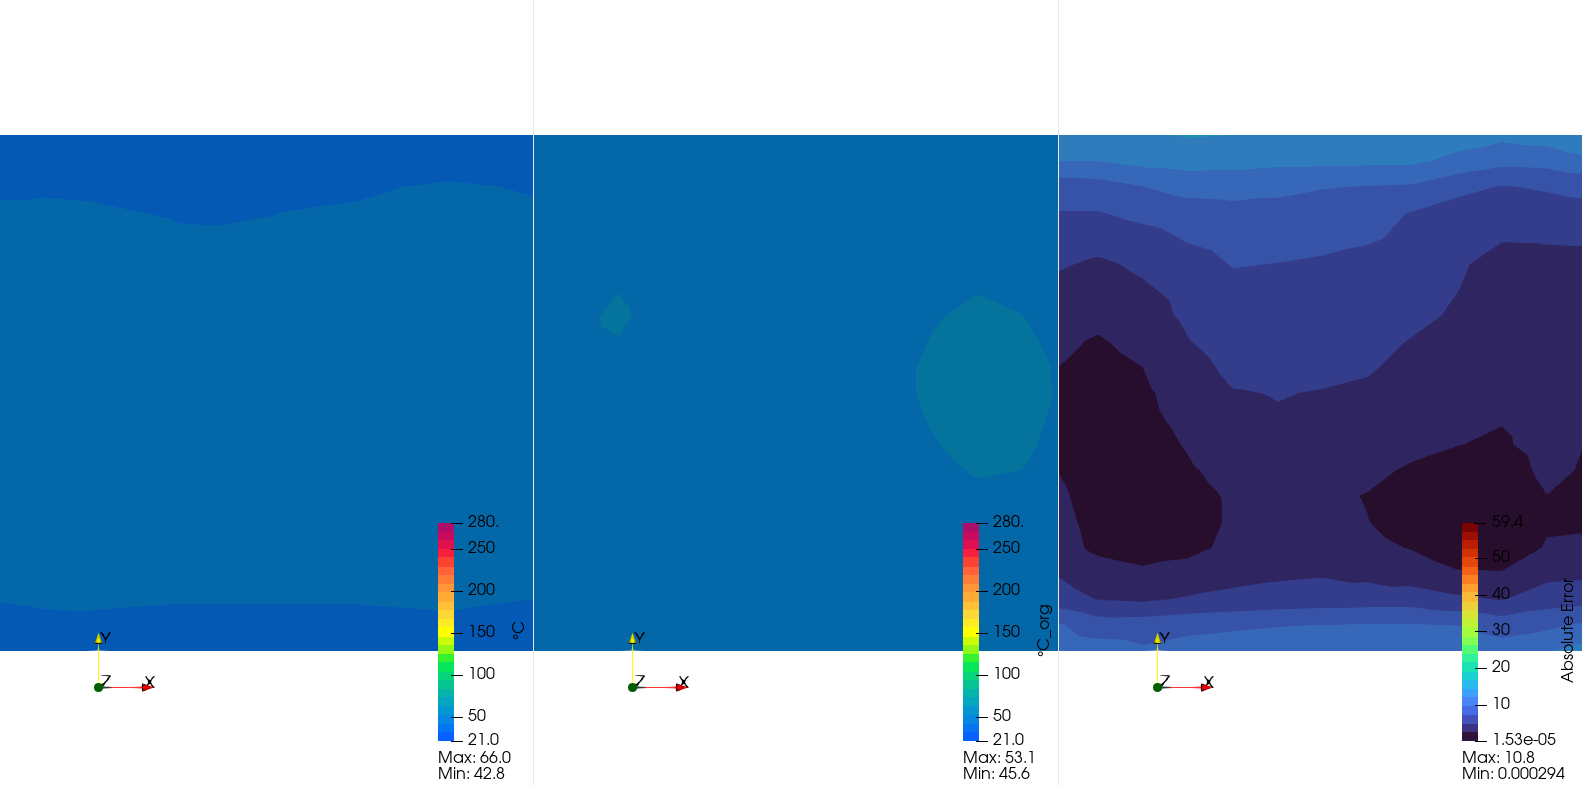 280.
250
200
150
100
50
21.0
°C
Max: 66.0
Min: 42.8
Y
Z
X
280.
250
200
150
100
50
21.0
°C_org
Max: 53.1
Min: 45.6
Y
Z
X
59.4
50
40
30
20
10
1.53e-05
Absolute Error
Max: 10.8
Min: 0.000294
Y
Z
X